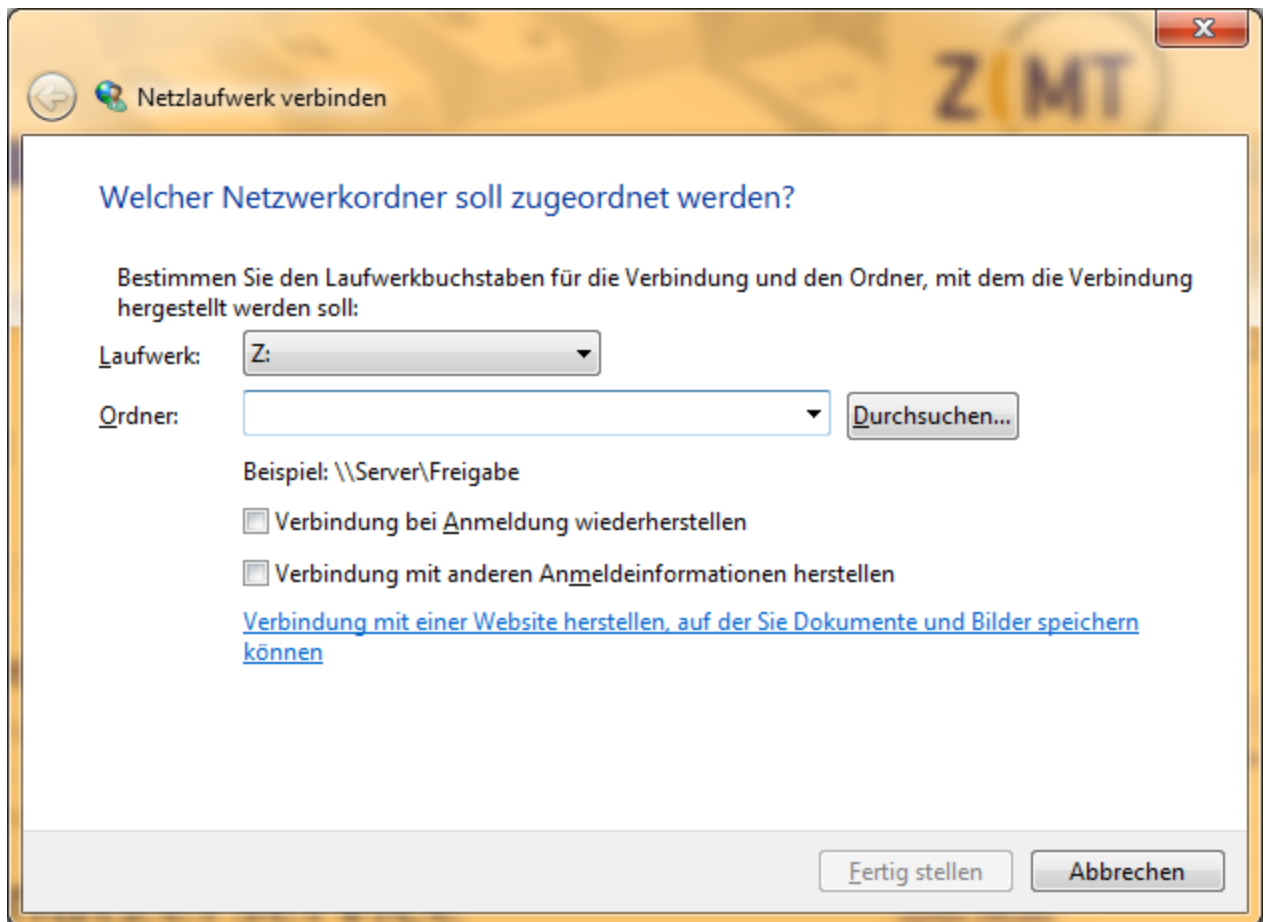 ZIMT
Netzlaufwerk verbinden
Welcher Netzwerkordner soll zugeordnet werden?
Bestimmen Sie den Laufwerkbuchstaben für die Verbindung und den Ordner, mit dem die Verbindung
hergestellt werden soll:
Laufwerk: Z:
Ordner: Durchsuchen...
Beispiel: \\Server\Freigabe
Verbindung bei Anmeldung wiederherstellen
Verbindung mit anderen Anmeldeinformationen herstellen
Verbindung mit einer Website herstellen, auf der Sie Dokumente und Bilder speichern
können
Fertig stellen Abbrechen